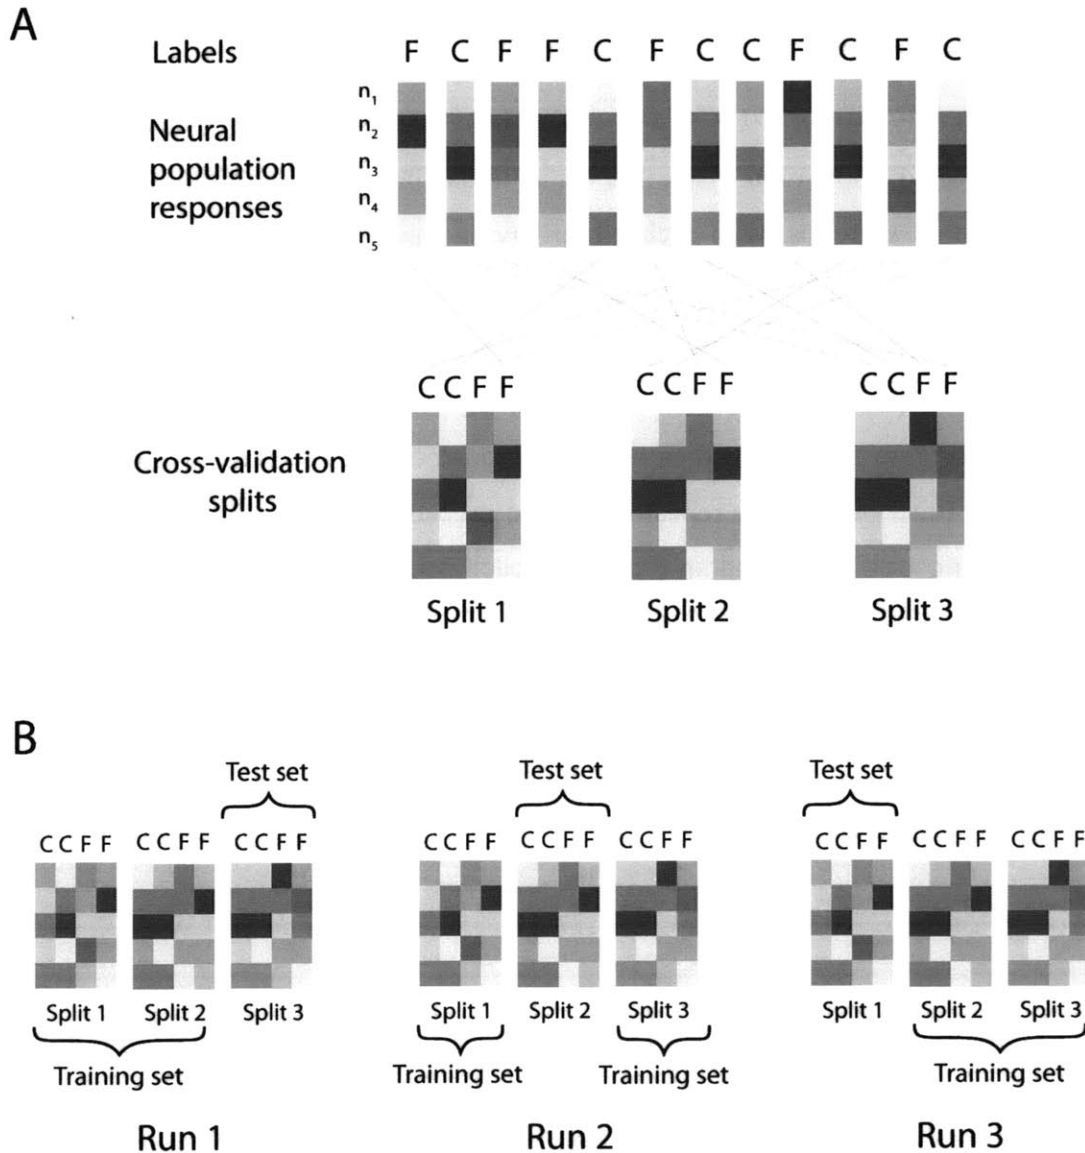 A
Labels F C F F C F C C F C F C
n1
Neural n2
population n3
responses n4
n5
C C F F C C F F C C F F
Cross-validation
splits
Split 1 Split 2 Split 3
B
Test set Test set Test set
C C F F C C F F C C F F C C F F C C F F C C F F C C F F C C F F C C F F
Split 1 Split 2 Split 3 Split 1 Split 2 Split 3 Split 1 Split 2 Split 3
Training set Training set Training set Training set
Run 1 Run 2 Run 3